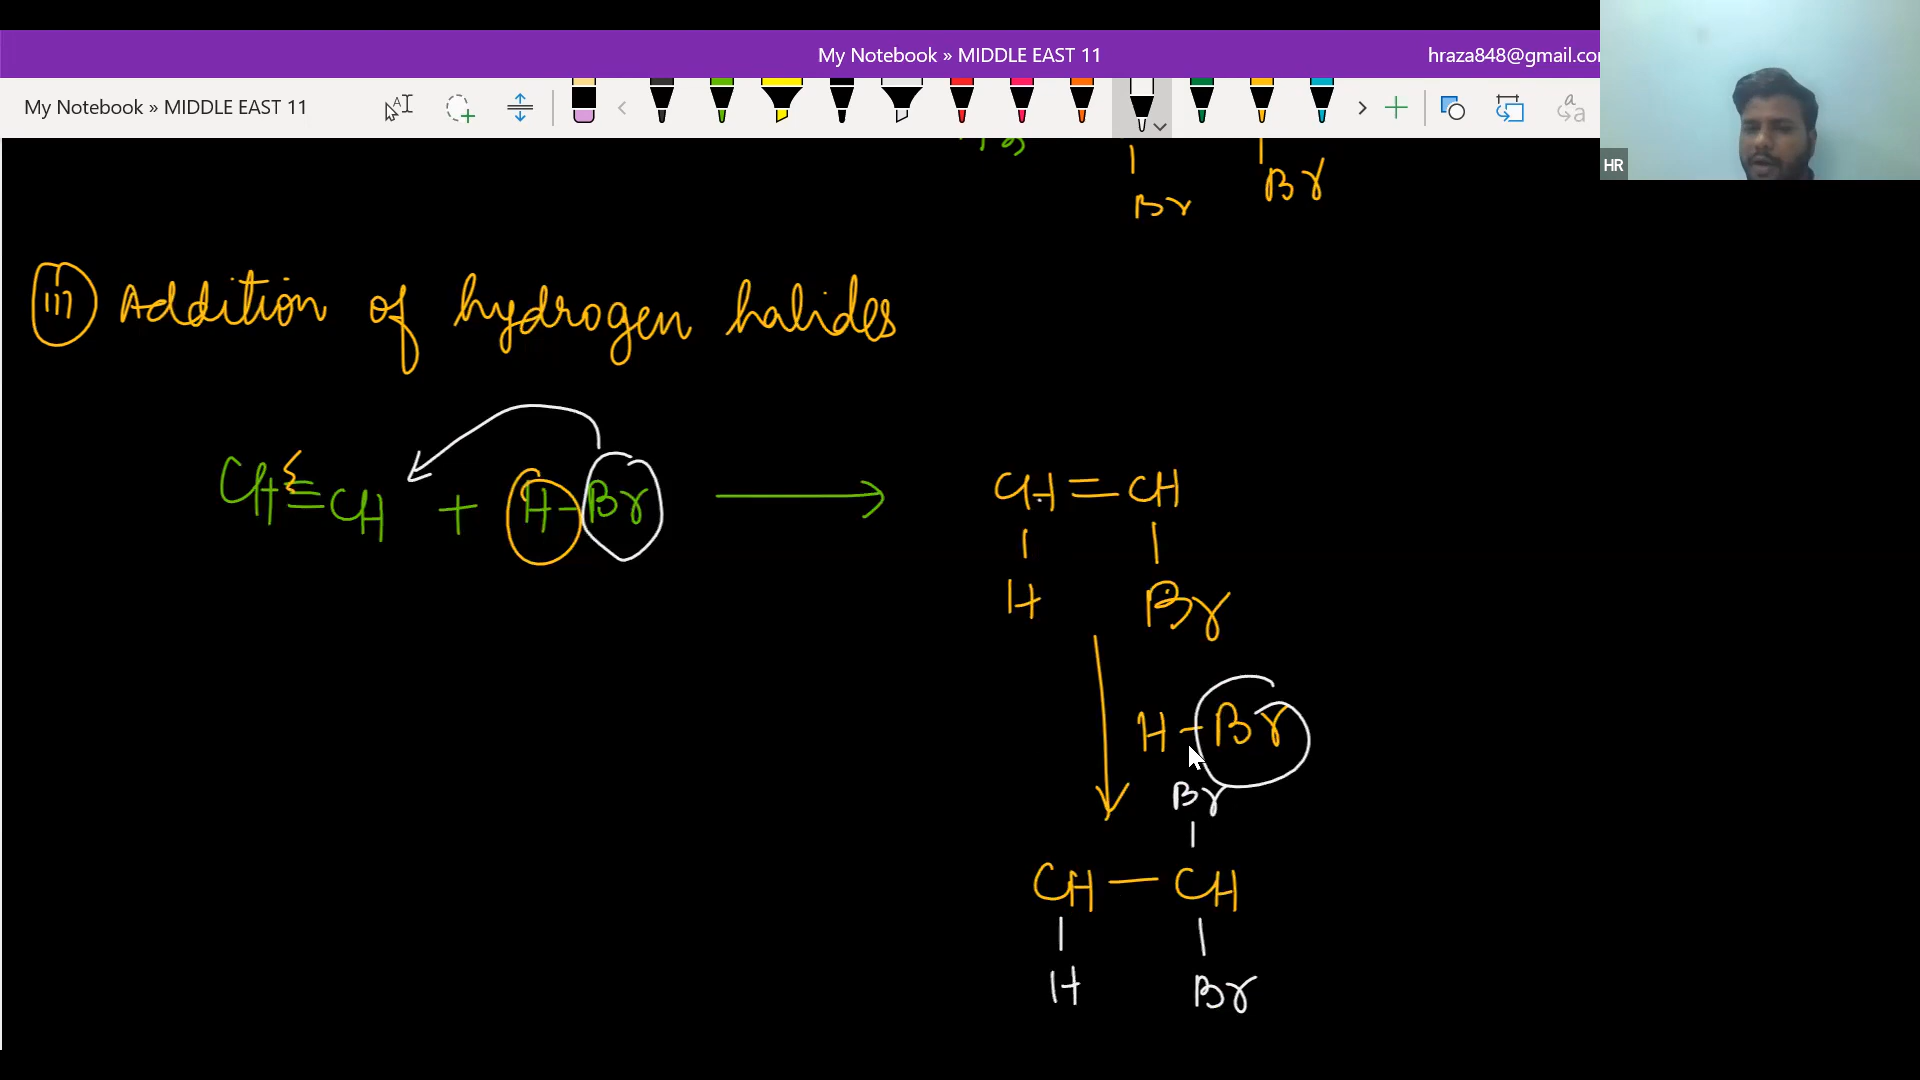 My Notebook » MIDDLE EAST 11
hraza848@gmail.co
My Notebook » MIDDLE EAST 11
HR
Br Br
iii) Addition of hydrogen halides
CH≡CH + H-Br ⟶ CH=CH
H Br
H-Br
Br
CH — CH
H Br